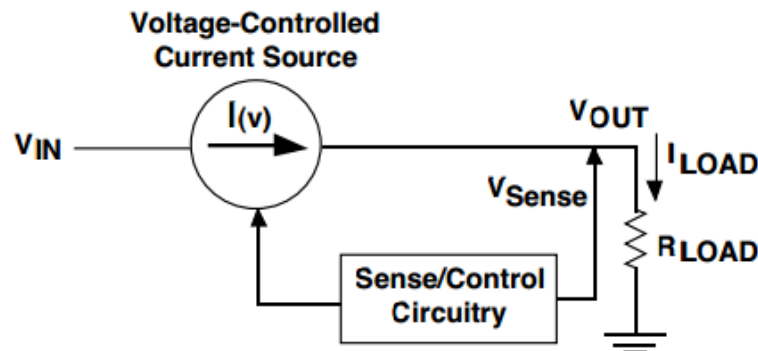 Voltage-Controlled
Current Source
I(v)
VIN
VOUT
ILOAD
VSense
RLOAD
Sense/Control
Circuitry